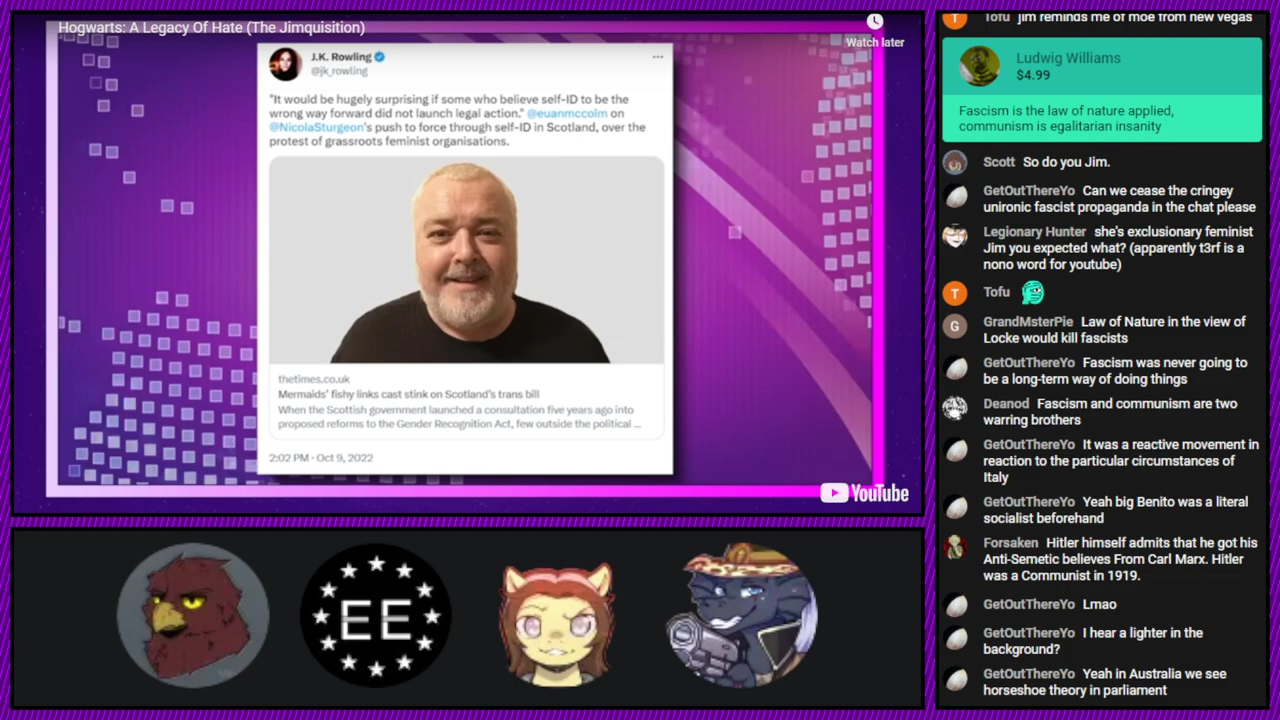 Hogwarts: A Legacy Of Hate (The Jimquisition)
Watch later
J.K. Rowling
@jk_rowling
"It would be hugely surprising if some who believe self-ID to be the
wrong way forward did not launch legal action." @euanmccolm on
@NicolaSturgeon's push to force through self-ID in Scotland, over the
protest of grassroots feminist organisations.
thetimes.co.uk
Mermaids' fishy links cast stink on Scotland's trans bill
When the Scottish government launched a consultation five years ago into
proposed reforms to the Gender Recognition Act, few outside the political ...
2:02 PM · Oct 9, 2022
YouTube
EE
T
Tofu jim reminds me of moe from new vegas
Ludwig Williams
$4.99
Fascism is the law of nature applied,
communism is egalitarian insanity
Scott So do you Jim.
GetOutThereYo Can we cease the cringey
unironic fascist propaganda in the chat please
Legionary Hunter she's exclusionary feminist
Jim you expected what? (apparently t3rf is a
nono word for youtube)
T
Tofu
G
GrandMsterPie Law of Nature in the view of
Locke would kill fascists
GetOutThereYo Fascism was never going to
be a long-term way of doing things
Deanod Fascism and communism are two
warring brothers
GetOutThereYo It was a reactive movement in
reaction to the particular circumstances of
Italy
GetOutThereYo Yeah big Benito was a literal
socialist beforehand
Forsaken Hitler himself admits that he got his
Anti-Semetic believes From Carl Marx. Hitler
was a Communist in 1919.
GetOutThereYo Lmao
GetOutThereYo I hear a lighter in the
background?
GetOutThereYo Yeah in Australia we see
horseshoe theory in parliament